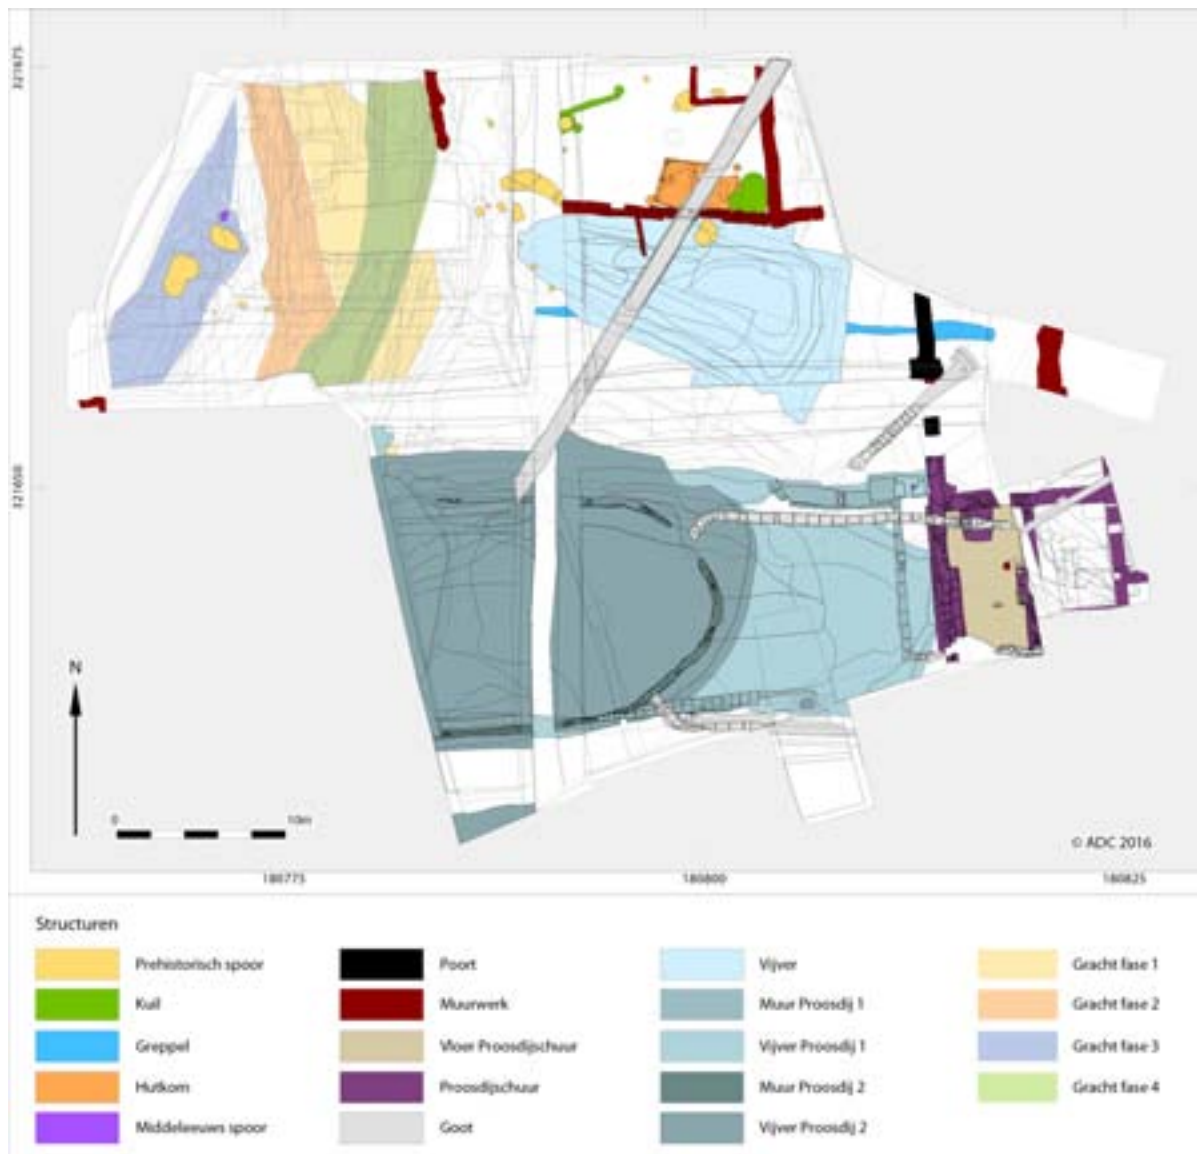 321675
321650
N
0 10m
© ADC 2016
180775 180800 180825
Structuren
Prehistorisch spoor
Kuil
Greppel
Hutkom
Middeleeuws spoor
Poort
Muurwerk
Vloer Proosdijschuur
Proosdijschuur
Goot
Vijver
Muur Proosdij 1
Vijver Proosdij 1
Muur Proosdij 2
Vijver Proosdij 2
Gracht fase 1
Gracht fase 2
Gracht fase 3
Gracht fase 4